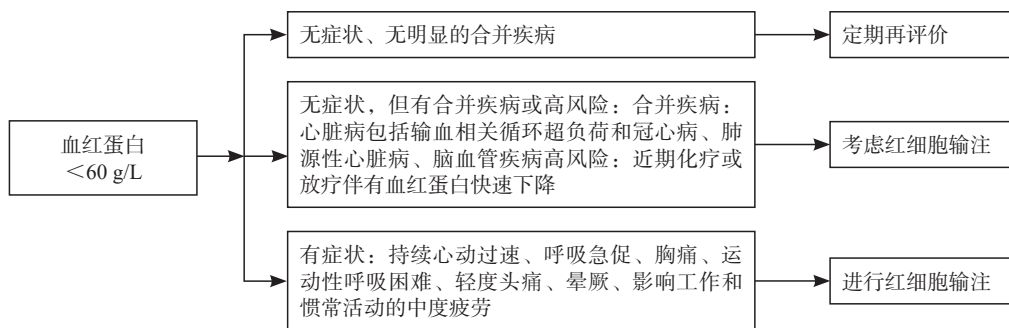 无症状、无明显的合并疾病
定期再评价
血红蛋白
＜60 g/L
无症状，但有合并疾病或高风险：合并疾病：
心脏病包括输血相关循环超负荷和冠心病、肺
源性心脏病、脑血管疾病高风险：近期化疗或
放疗伴有血红蛋白快速下降
考虑红细胞输注
有症状：持续心动过速、呼吸急促、胸痛、运
动性呼吸困难、轻度头痛、晕厥、影响工作和
惯常活动的中度疲劳
进行红细胞输注